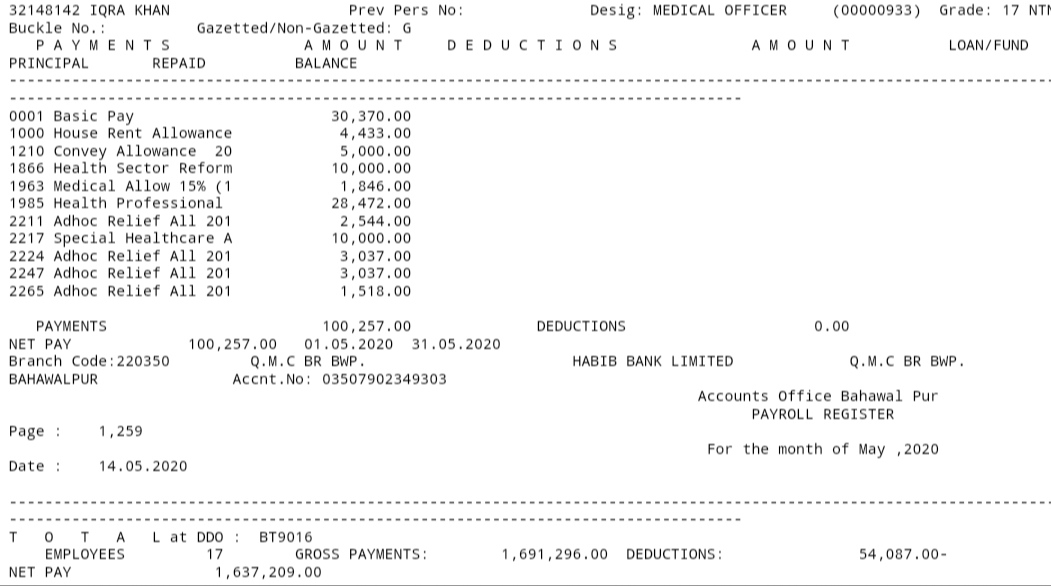 32148142 IQRA KHAN Prev Pers No: Desig: MEDICAL OFFICER (00000933) Grade: 17 NTN
Buckle No.: Gazetted/Non-Gazetted: G
P A Y M E N T S A M O U N T D E D U C T I O N S A M O U N T LOAN/FUND
PRINCIPAL REPAID BALANCE
--------------------------------------------------------------------------------
--------------------------------------------------------------------------------
0001 Basic Pay 30,370.00
1000 House Rent Allowance 4,433.00
1210 Convey Allowance 20 5,000.00
1866 Health Sector Reform 10,000.00
1963 Medical Allow 15% (1 1,846.00
1985 Health Professional 28,472.00
2211 Adhoc Relief All 201 2,544.00
2217 Special Healthcare A 10,000.00
2224 Adhoc Relief All 201 3,037.00
2247 Adhoc Relief All 201 3,037.00
2265 Adhoc Relief All 201 1,518.00
PAYMENTS 100,257.00 DEDUCTIONS 0.00
NET PAY 100,257.00 01.05.2020 31.05.2020
Branch Code:220350 Q.M.C BR BWP. HABIB BANK LIMITED Q.M.C BR BWP.
BAHAWALPUR Accnt.No: 03507902349303
Accounts Office Bahawal Pur
PAYROLL REGISTER
Page : 1,259
For the month of May ,2020
Date : 14.05.2020
--------------------------------------------------------------------------------
--------------------------------------------------------------------------------
T O T A L at DDO : BT9016
EMPLOYEES 17 GROSS PAYMENTS: 1,691,296.00 DEDUCTIONS: 54,087.00-
NET PAY 1,637,209.00